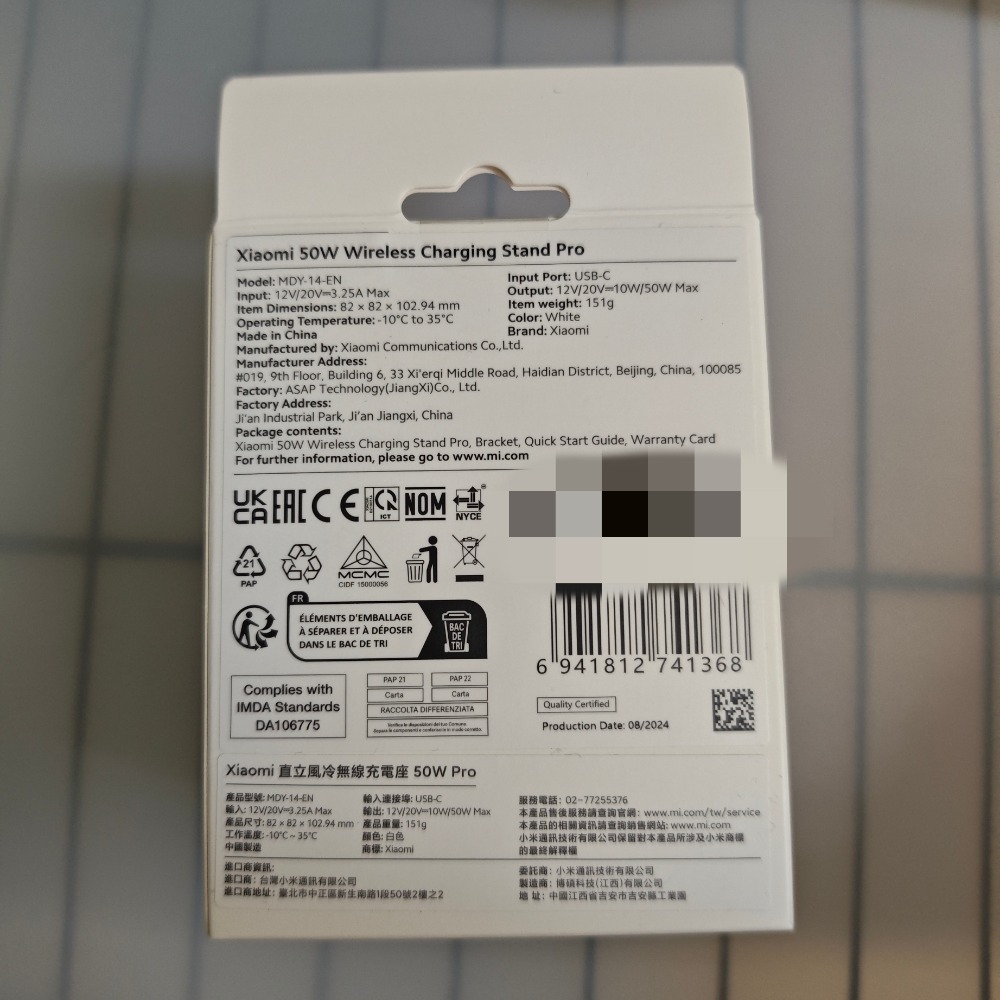 Xiaomi 50W Wireless Charging Stand Pro
Model: MDY-14-EN
Input: 12V/20V⎓3.25A Max
Item Dimensions: 82 × 82 × 102.94 mm
Operating Temperature: -10°C to 35°C
Made in China
Input Port: USB-C
Output: 12V/20V⎓10W/50W Max
Item weight: 151g
Color: White
Brand: Xiaomi
Manufactured by: Xiaomi Communications Co.,Ltd.
Manufacturer Address:
#019, 9th Floor, Building 6, 33 Xi'erqi Middle Road, Haidian District, Beijing, China, 100085
Factory: ASAP Technology(JiangXi)Co., Ltd.
Factory Address:
Ji'an Industrial Park, Ji'an Jiangxi, China
Package contents:
Xiaomi 50W Wireless Charging Stand Pro, Bracket, Quick Start Guide, Warranty Card
For further information, please go to www.mi.com
UK
CA
EAC
CE
ICT
NOM
NYCE
21
PAP
MCMC
CIDF 15000056
FR
ÉLÉMENTS D'EMBALLAGE
À SÉPARER ET À DÉPOSER
DANS LE BAC DE TRI
BAC
DE
TRI
6 941812 741368
Complies with
IMDA Standards
DA106775
PAP 21
PAP 22
Carta
Carta
RACCOLTA DIFFERENZIATA
Verifica le disposizioni del tuo Comune.
Separa le componenti e conferiscile in modo corretto.
Quality Certified
Production Date: 08/2024
Xiaomi 直立風冷無線充電座 50W Pro
產品型號: MDY-14-EN
輸入: 12V/20V⎓3.25A Max
產品尺寸: 82 × 82 × 102.94 mm
工作溫度: -10°C ~ 35°C
中國製造
輸入連接埠: USB-C
輸出: 12V/20V⎓10W/50W Max
產品重量: 151g
顏色: 白色
商標: Xiaomi
服務電話: 02-77255376
本產品售後服務請查詢官網: www.mi.com/tw/service
本產品的相關資訊請查詢銷售網站: www.mi.com
小米通訊技術有限公司保留對本產品所涉及小米商標
的最終解釋權
進口商資訊:
進口商: 台灣小米通訊有限公司
進口商地址: 臺北市中正區新生南路1段50號2樓之2
委託商: 小米通訊技術有限公司
製造商: 博碩科技(江西)有限公司
地 址: 中國江西省吉安市吉安縣工業園